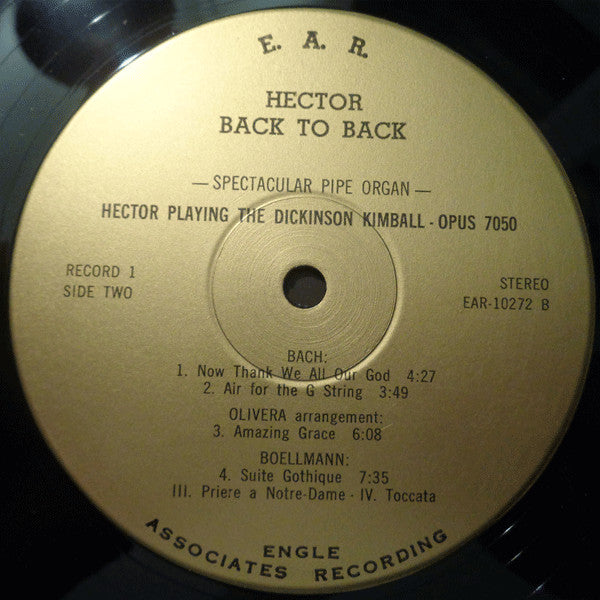 E. A. R.
HECTOR
BACK TO BACK
— SPECTACULAR PIPE ORGAN —
HECTOR PLAYING THE DICKINSON KIMBALL - OPUS 7050
RECORD 1
SIDE TWO
STEREO
EAR-10272 B
BACH:
1. Now Thank We All Our God 4:27
2. Air for the G String 3:49
OLIVERA arrangement:
3. Amazing Grace 6:08
BOELLMANN:
4. Suite Gothique 7:35
III. Priere a Notre-Dame - IV. Toccata
ENGLE
ASSOCIATES RECORDING